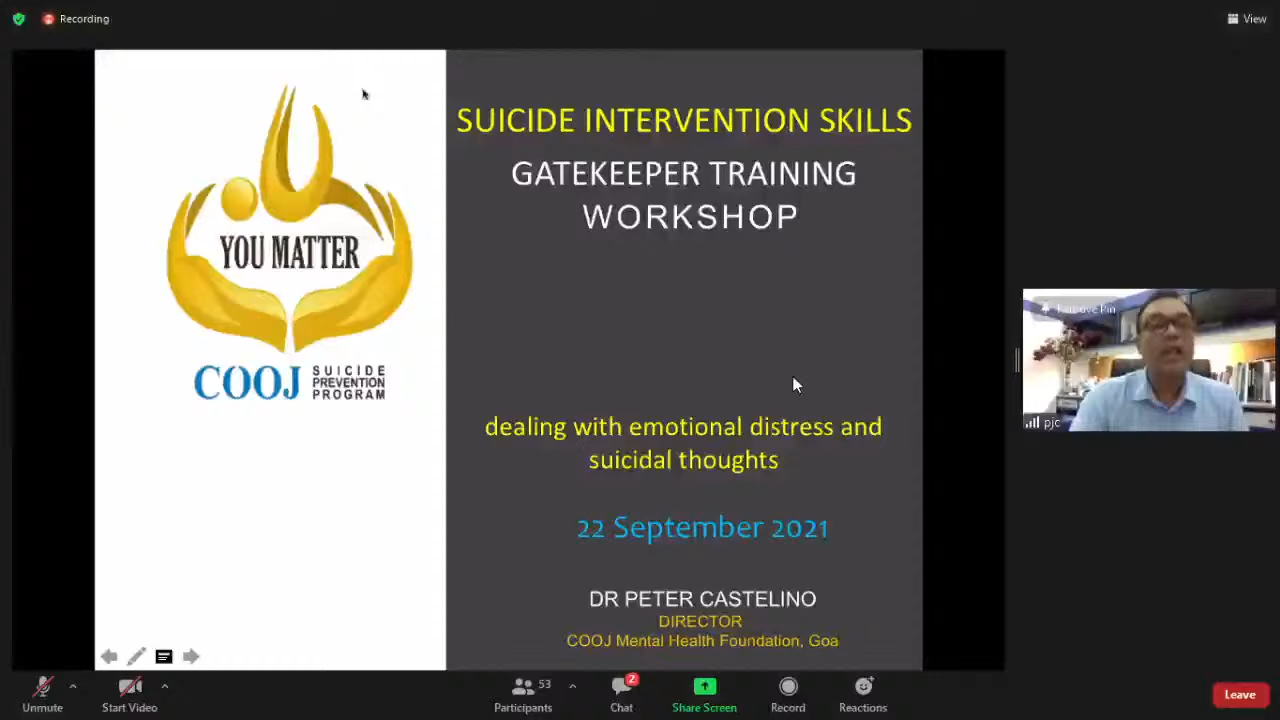 Recording
View
YOU MATTER
COOJ
SUICIDE
PREVENTION
PROGRAM
SUICIDE INTERVENTION SKILLS
GATEKEEPER TRAINING
WORKSHOP
dealing with emotional distress and
suicidal thoughts
22 September 2021
DR PETER CASTELINO
DIRECTOR
COOJ Mental Health Foundation, Goa
Remove Pin
pjc
Unmute
Start Video
53
Participants
2
Chat
Share Screen
Record
Reactions
Leave